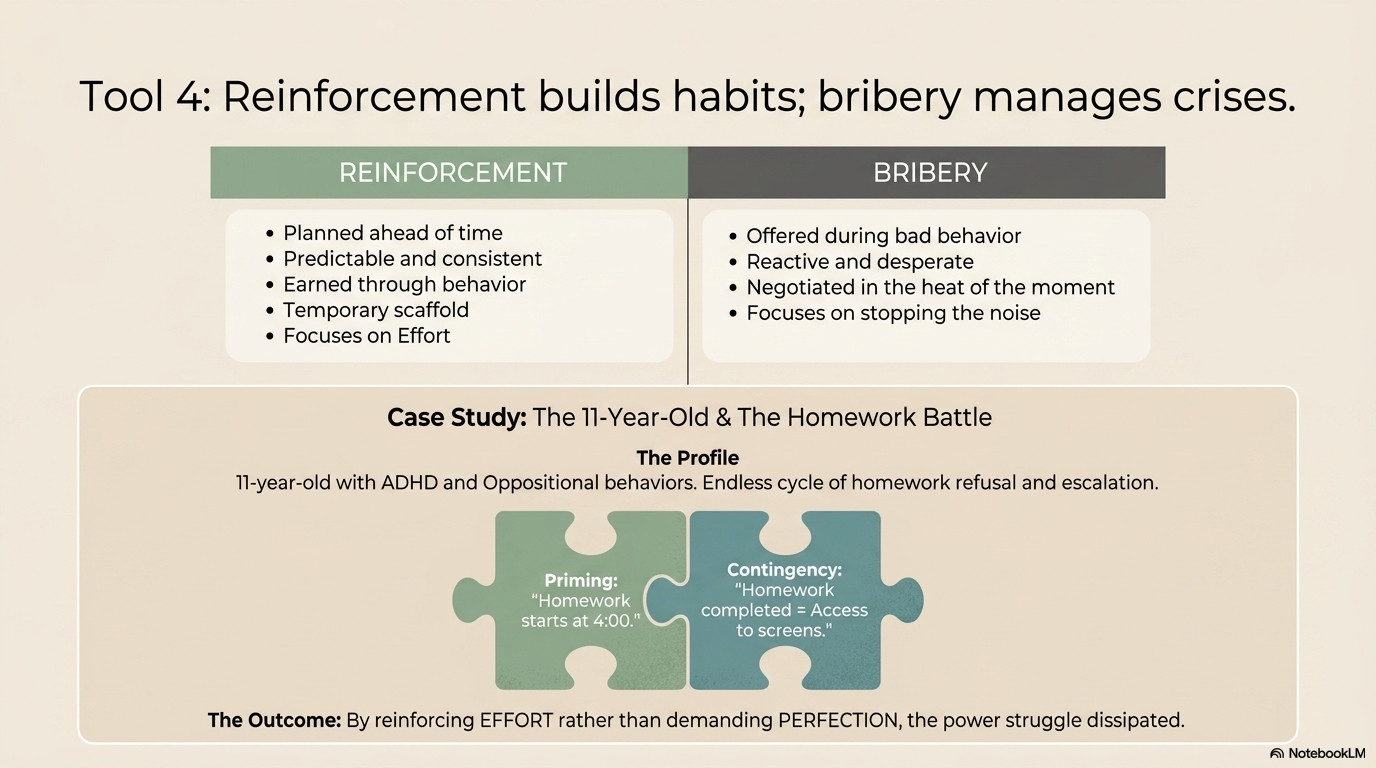 Tool 4: Reinforcement builds habits; bribery manages crises.
REINFORCEMENT
• Planned ahead of time
• Predictable and consistent
• Earned through behavior
• Temporary scaffold
• Focuses on Effort
BRIBERY
• Offered during bad behavior
• Reactive and desperate
• Negotiated in the heat of the moment
• Focuses on stopping the noise
Case Study: The 11-Year-Old & The Homework Battle
The Profile
11-year-old with ADHD and Oppositional behaviors. Endless cycle of homework refusal and escalation.
Priming:
"Homework
starts at 4:00."
Contingency:
"Homework
completed = Access
to screens."
The Outcome: By reinforcing EFFORT rather than demanding PERFECTION, the power struggle dissipated.
NotebookLM